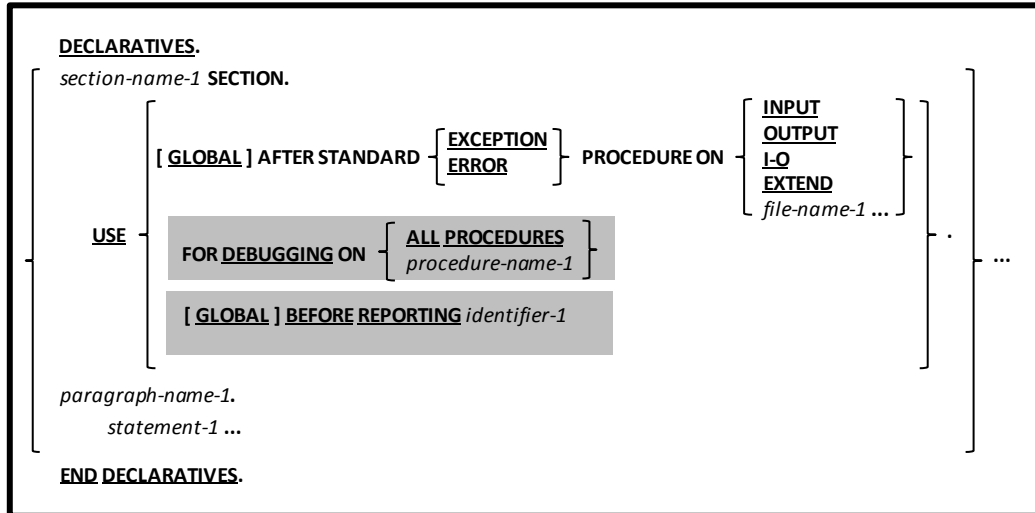 DECLARATIVES.
section-name-1 SECTION.
USE
[ GLOBAL ] AFTER STANDARD
EXCEPTION
ERROR
PROCEDURE ON
INPUT
OUTPUT
I-O
EXTEND
file-name-1 ...
FOR DEBUGGING ON
ALL PROCEDURES
procedure-name-1
[ GLOBAL ] BEFORE REPORTING identifier-1
.
...
paragraph-name-1.
statement-1 ...
END DECLARATIVES.